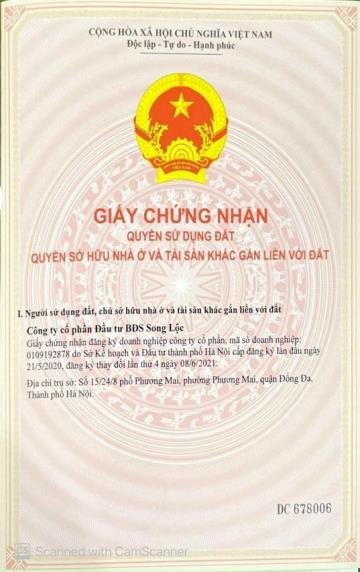 CỘNG HÒA XÃ HỘI CHỦ NGHĨA VIỆT NAM
Độc lập - Tự do - Hạnh phúc
GIẤY CHỨNG NHẬN
QUYỀN SỬ DỤNG ĐẤT
QUYỀN SỞ HỮU NHÀ Ở VÀ TÀI SẢN KHÁC GẮN LIỀN VỚI ĐẤT
I. Người sử dụng đất, chủ sở hữu nhà ở và tài sản khác gắn liền với đất
Công ty cổ phần Đầu tư BĐS Song Lộc
Giấy chứng nhận đăng ký doanh nghiệp công ty cổ phần, mã số doanh nghiệp:
0109192878 do Sở Kế hoạch và Đầu tư thành phố Hà Nội cấp đăng ký lần đầu ngày
21/5/2020, đăng ký thay đổi lần thứ 4 ngày 08/6/2021.
Địa chỉ trụ sở: Số 15/24/8 phố Phương Mai, phường Phương Mai, quận Đống Đa,
Thành phố Hà Nội.
DC 678006
CS Scanned with CamScanner